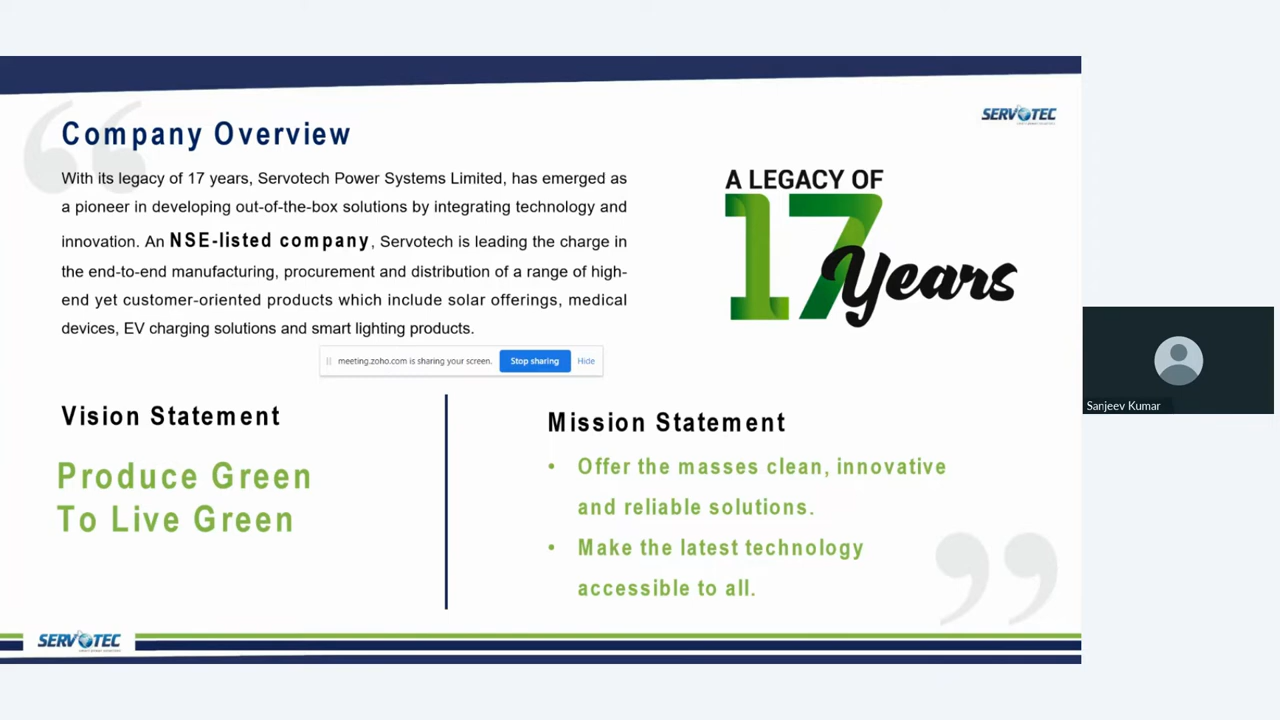 SERVOTEC
Company Overview
With its legacy of 17 years, Servotech Power Systems Limited, has emerged as
a pioneer in developing out-of-the-box solutions by integrating technology and
innovation. An NSE-listed company, Servotech is leading the charge in
the end-to-end manufacturing, procurement and distribution of a range of high-
end yet customer-oriented products which include solar offerings, medical
devices, EV charging solutions and smart lighting products.
A LEGACY OF
17 Years
meeting.zoho.com is sharing your screen.
Stop sharing
Hide
Vision Statement
Produce Green
To Live Green
Mission Statement
• Offer the masses clean, innovative
and reliable solutions.
• Make the latest technology
accessible to all.
Sanjeev Kumar
SERVOTEC